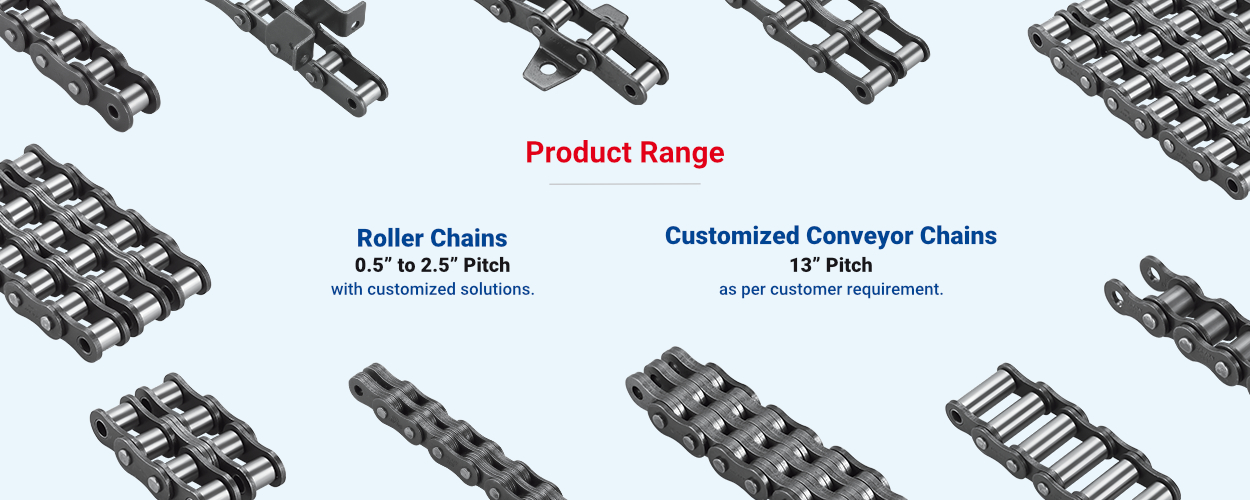 Product Range
Roller Chains
0.5” to 2.5” Pitch
with customized solutions.
Customized Conveyor Chains
13” Pitch
as per customer requirement.